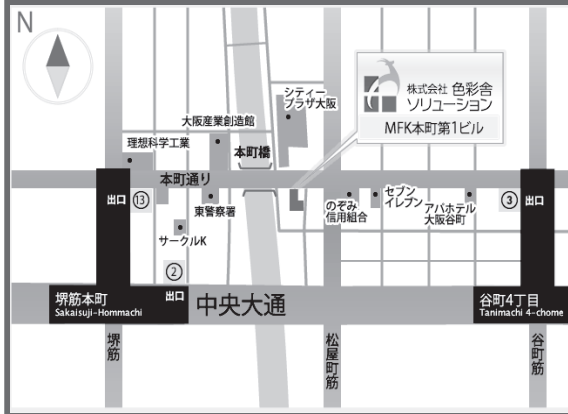 N
株式会社 色彩舎
ソリューション
MFK本町第1ビル
シティー
プラザ大阪
大阪産業創造館
理想科学工業
本町橋
本町通り
出口
⑬
東警察署
のぞみ
信用組合
セブン
イレブン
アパホテル
大阪谷町
③
出口
サークルK
②
出口
堺筋本町
Sakaisuji-Hommachi
中央大通
谷町4丁目
Tanimachi 4-chome
堺筋
松屋町筋
谷町筋